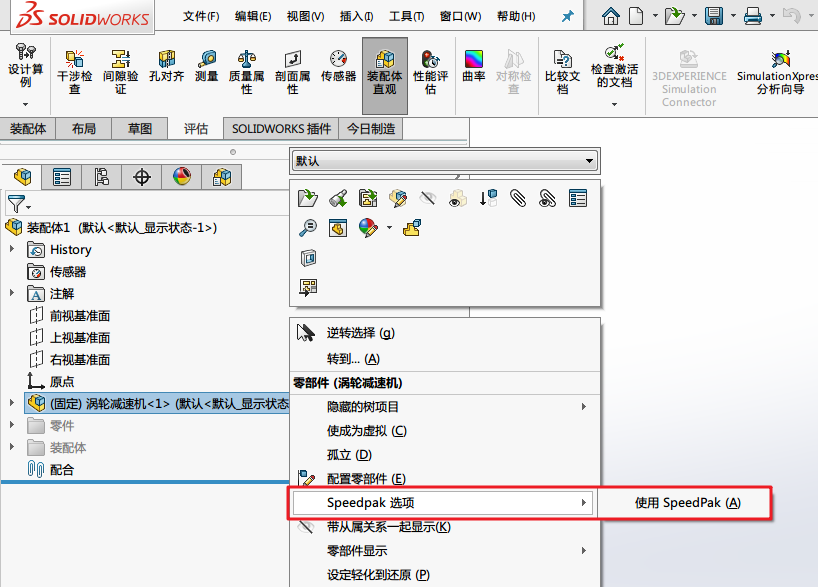 SOLIDWORKS 文件(F) 编辑(E) 视图(V) 插入(I) 工具(T) 窗口(W) 帮助(H)
设计算例 干涉检查 间隙验证 孔对齐 测量 质量属性 剖面属性 传感器 装配体直观 性能评估 曲率 对称检查 比较文档 检查激活的文档 3DEXPERIENCE Simulation Connector SimulationXpres 分析向导
装配体 布局 草图 评估 SOLIDWORKS 插件 今日制造
默认
装配体1 (默认<默认_显示状态-1>)
History
传感器
注解
前视基准面
上视基准面
右视基准面
原点
(固定) 涡轮减速机<1> (默认<默认_显示状态
零件
装配体
配合
逆转选择 (g)
转到... (A)
零部件 (涡轮减速机)
隐藏的树项目
使成为虚拟 (C)
孤立 (D)
配置零部件 (E)
Speedpak 选项 使用 SpeedPak (A)
带从属关系一起显示(K)
零部件显示
设定轻化到还原 (P)